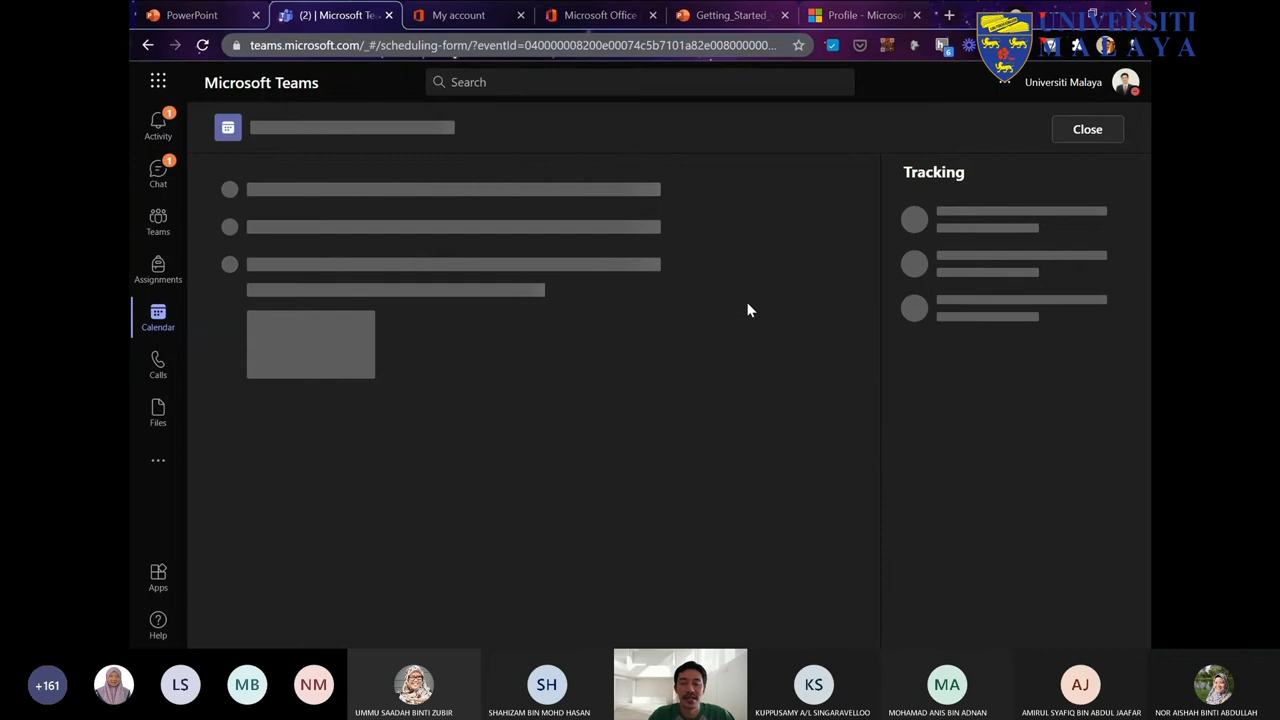 PowerPoint
(2) | Microsoft Te
My account
Microsoft Office
Getting_Started_
Profile - Microso
UNIVERSITI
MALAYA
teams.microsoft.com/_#/scheduling-form/?eventId=040000008200e00074c5b7101a82e008000000...
6
Microsoft Teams
Search
Universiti Malaya
1
Activity
Close
1
Chat
Tracking
Teams
Assignments
Calendar
Calls
Files
Apps
Help
+161
LS
MB
NM
SH
KS
MA
AJ
UMMU SAADAH BINTI ZUBIR
SHAHIZAM BIN MOHD HASAN
KUPPUSAMY A/L SINGARAVELLOO
MOHAMAD ANIS BIN ADNAN
AMIRUL SYAFIQ BIN ABDUL JAAFAR
NOR AISHAH BINTI ABDULLAH